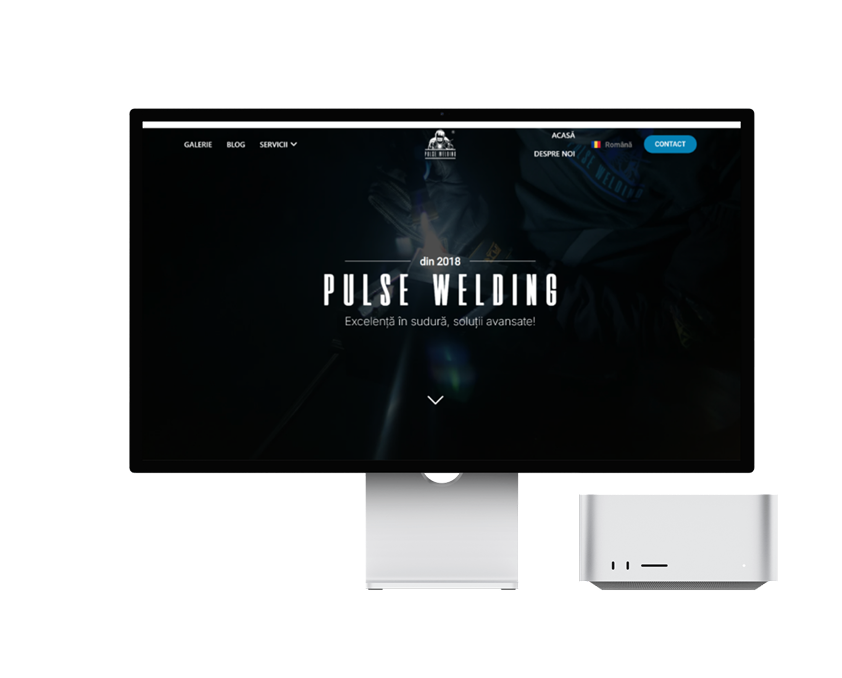 ACASĂ
GALERIE BLOG SERVICII Română CONTACT
PULSE WELDING
DESPRE NOI
din 2018
PULSE WELDING
Excelență în sudură, soluții avansate!